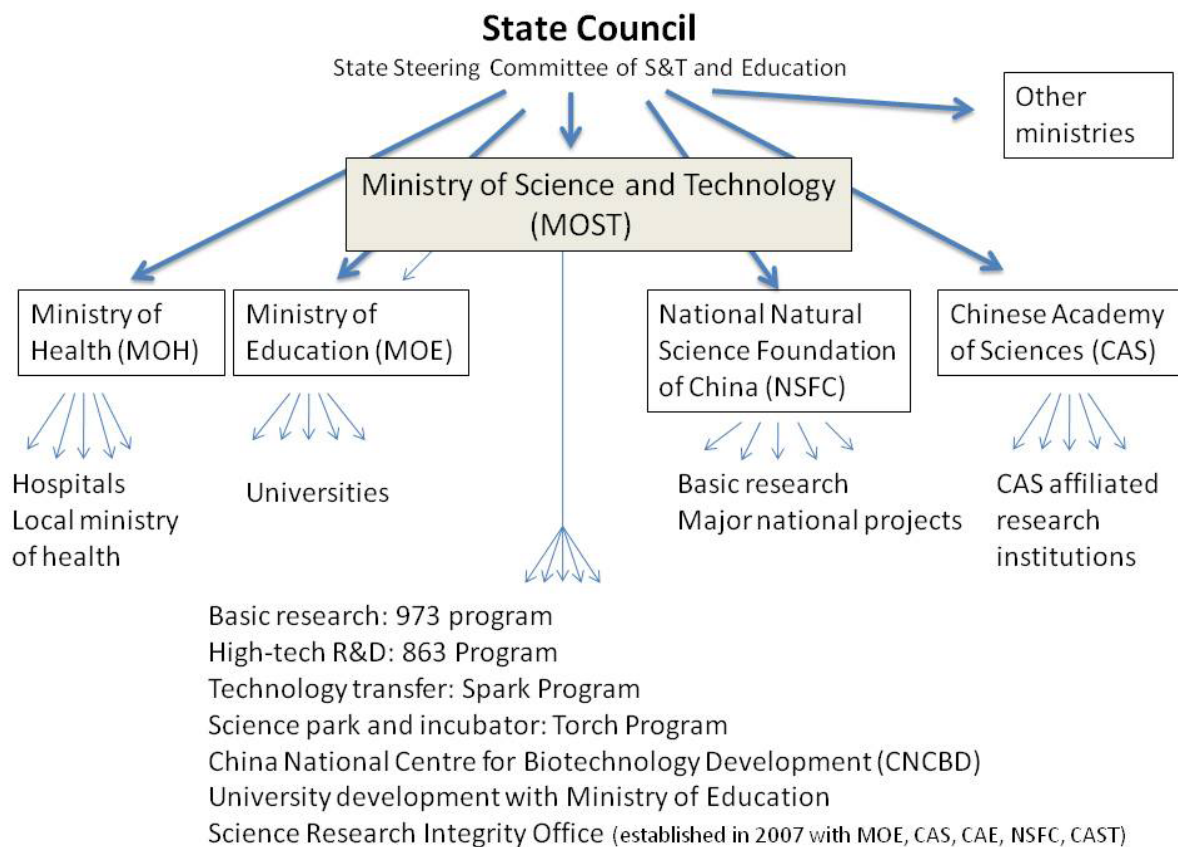 State Council
State Steering Committee of S&T and Education
Other
ministries
Ministry of Science and Technology
(MOST)
Ministry of
Health (MOH)
Ministry of
Education (MOE)
National Natural
Science Foundation
of China (NSFC)
Chinese Academy
of Sciences (CAS)
Hospitals
Local ministry
of health
Universities
Basic research
Major national projects
CAS affiliated
research
institutions
Basic research: 973 program
High-tech R&D: 863 Program
Technology transfer: Spark Program
Science park and incubator: Torch Program
China National Centre for Biotechnology Development (CNCBD)
University development with Ministry of Education
Science Research Integrity Office (established in 2007 with MOE, CAS, CAE, NSFC, CAST)